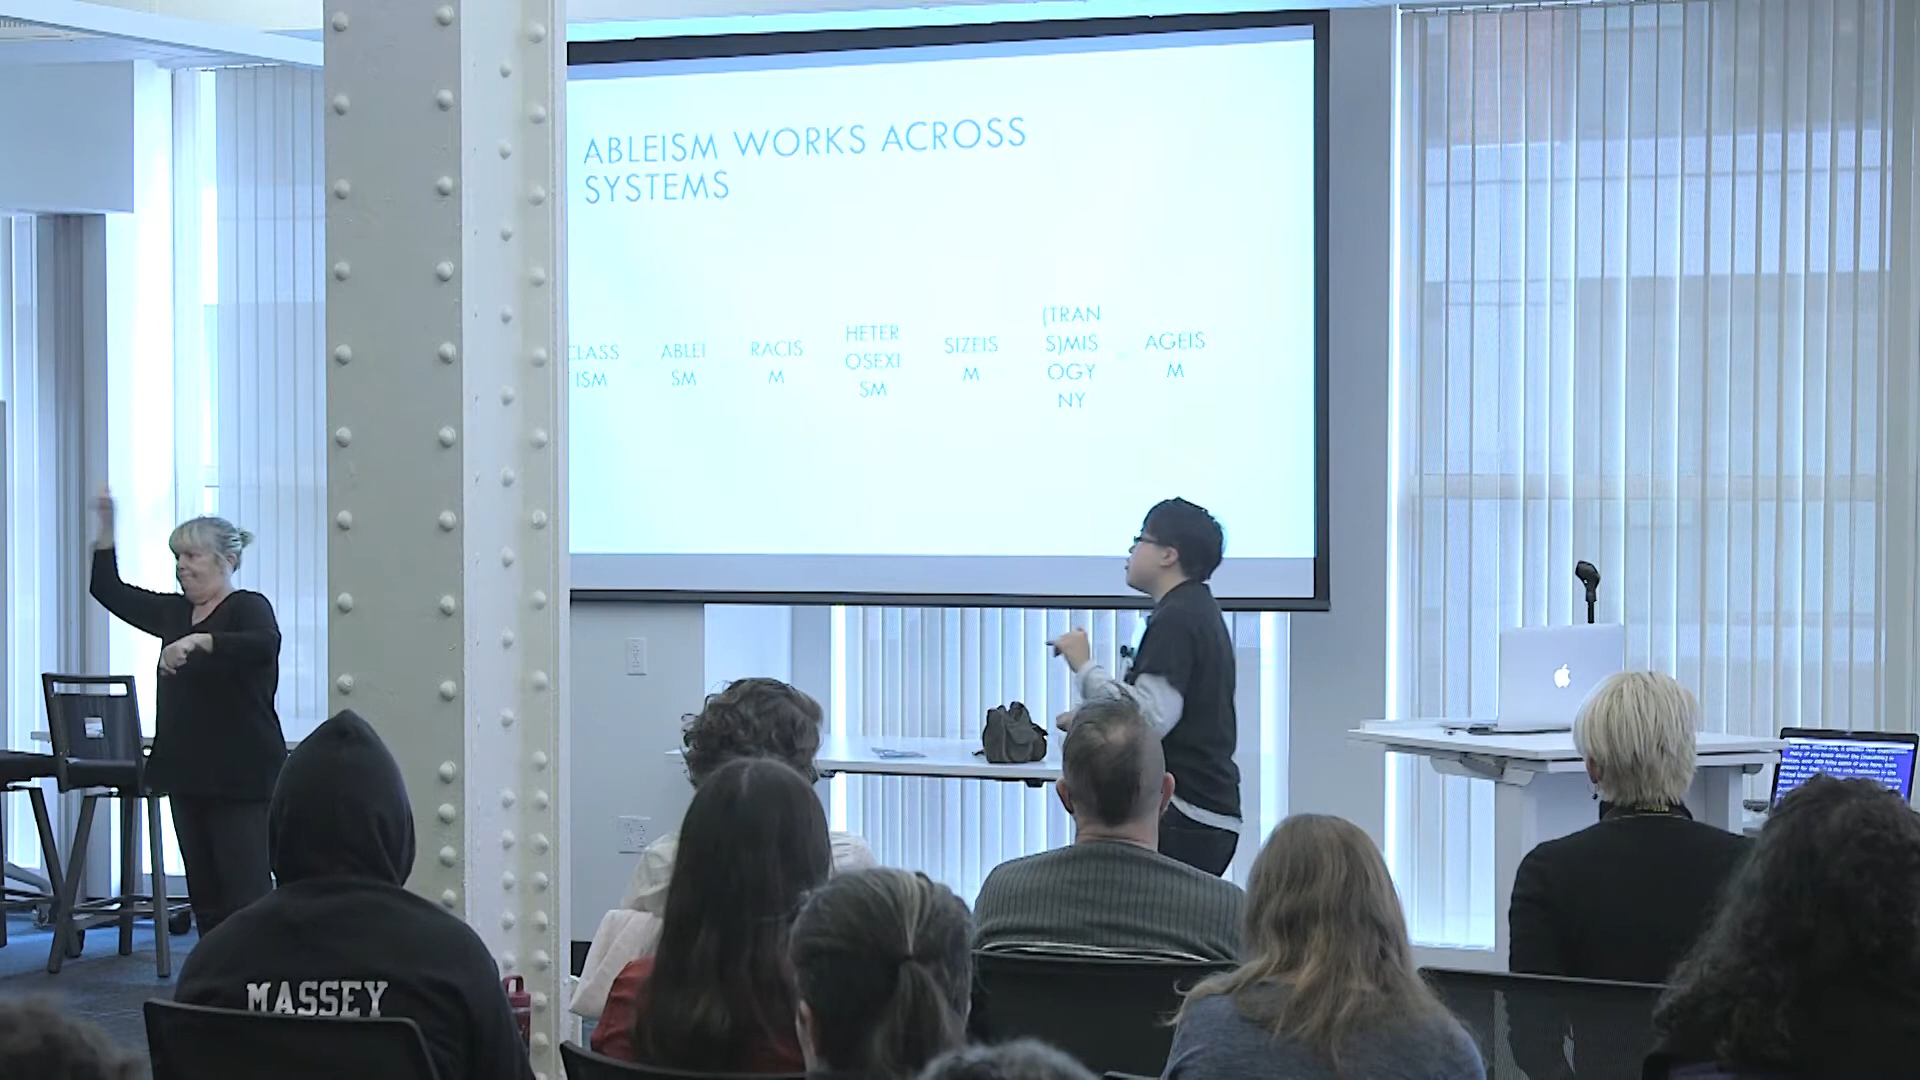 ABLEISM WORKS ACROSS
SYSTEMS
CLASS
ISM
ABLEI
SM
RACIS
M
HETER
OSEXI
SM
SIZEIS
M
(TRAN
S)MIS
OGY
NY
AGEIS
M
MASSEY